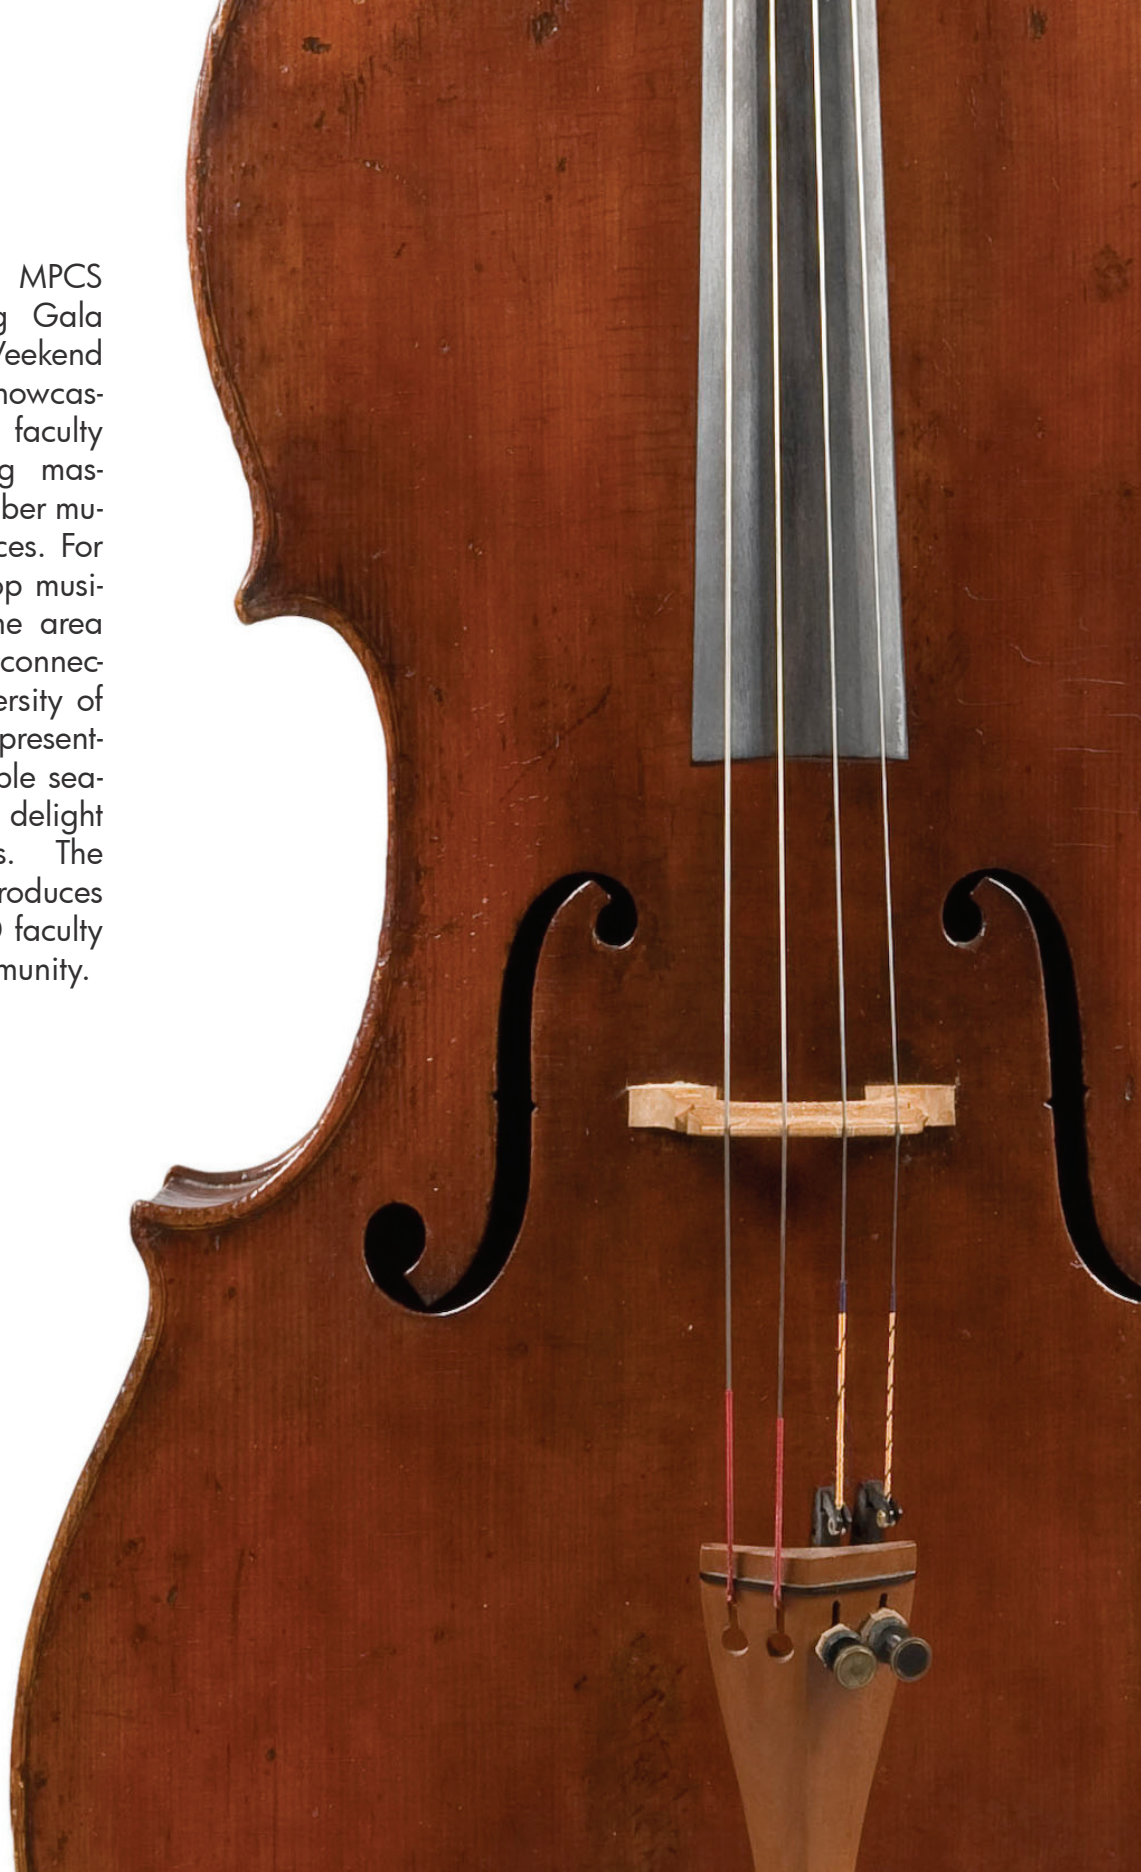 MPCS
Gala
Weekend
howcas-
faculty
g mas-
ber mu-
ces. For
op musi-
he area
connec-
ersity of
present-
ble sea-
delight
s. The
roduces
faculty
munity.